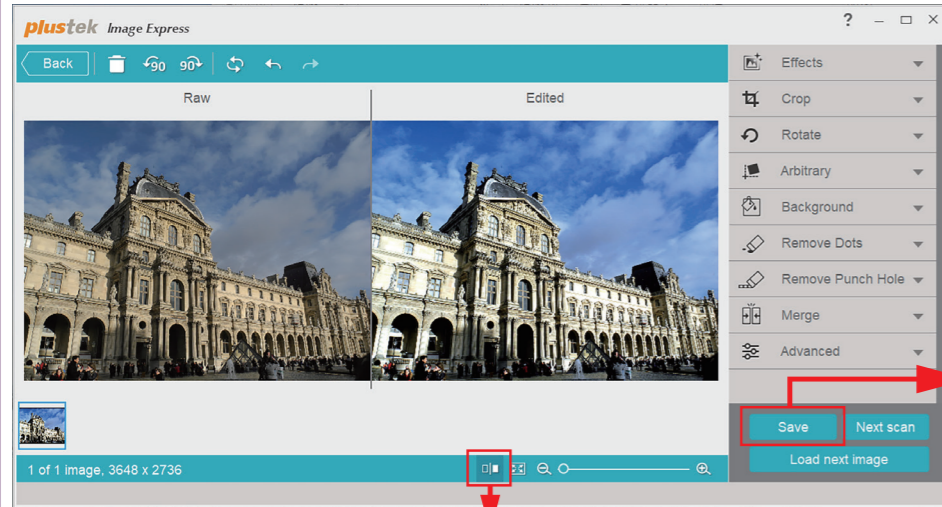 plustek Image Express
?
Back
90 90
Raw
Edited
Effects
Crop
Rotate
Arbitrary
Background
Remove Dots
Remove Punch Hole
Merge
Advanced
Save
Next scan
Load next image
1 of 1 image, 3648 x 2736